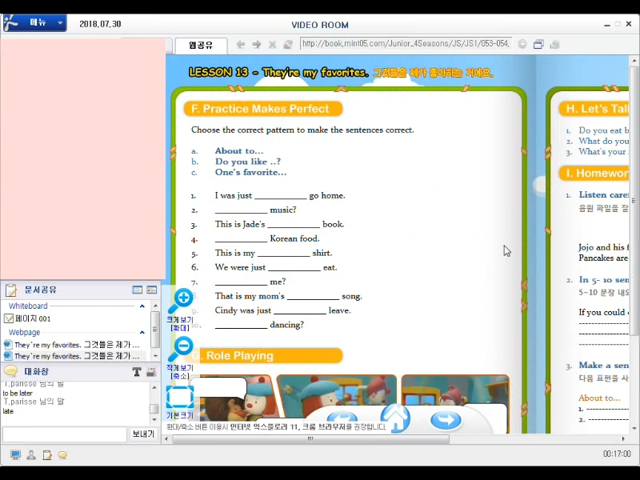 메뉴
2018.07.30
VIDEO ROOM
웹공유
http://book.mint05.com/Junior_4Seasons/JS/JS1/053-054.
LESSON 13 - They're my favorites. 그것들은 제가 좋아하는 거예요.
F. Practice Makes Perfect
Choose the correct pattern to make the sentences correct.
a. About to...
b. Do you like ..?
c. One's favorite...
1. I was just __________ go home.
2. __________ music?
3. This is Jade's __________ book.
4. __________ Korean food.
5. This is my __________ shirt.
6. We were just __________ eat.
7. __________ me?
That is my mom's __________ song.
Cindy was just __________ leave.
__________ dancing?
Role Playing
H. Let's Tal
1. Do you eat b
2. What do you
3. What's your
I. Homewor
1. Listen care
음원 파일을 잘
Jojo and his f
Pancakes are
2. In 5- 10 sen
5~10 문장 내외
If you could
3. Make a sen
다음 표현을 사
About to...
1.
2.
크게보기
[확대]
작게보기
[축소]
기본크기
확대/축소 버튼 이용시 인터넷 익스플로러 11, 크롬 브라우저를 권장합니다.
문서공유
Whiteboard
페이지 001
Webpage
They're my favorites. 그것들은 제가 ...
They're my favorites. 그것들은 제가 ...
대화창
T.parisse 님의 말
to be later
T.parisse 님의 말
late
보내기
00:17:00